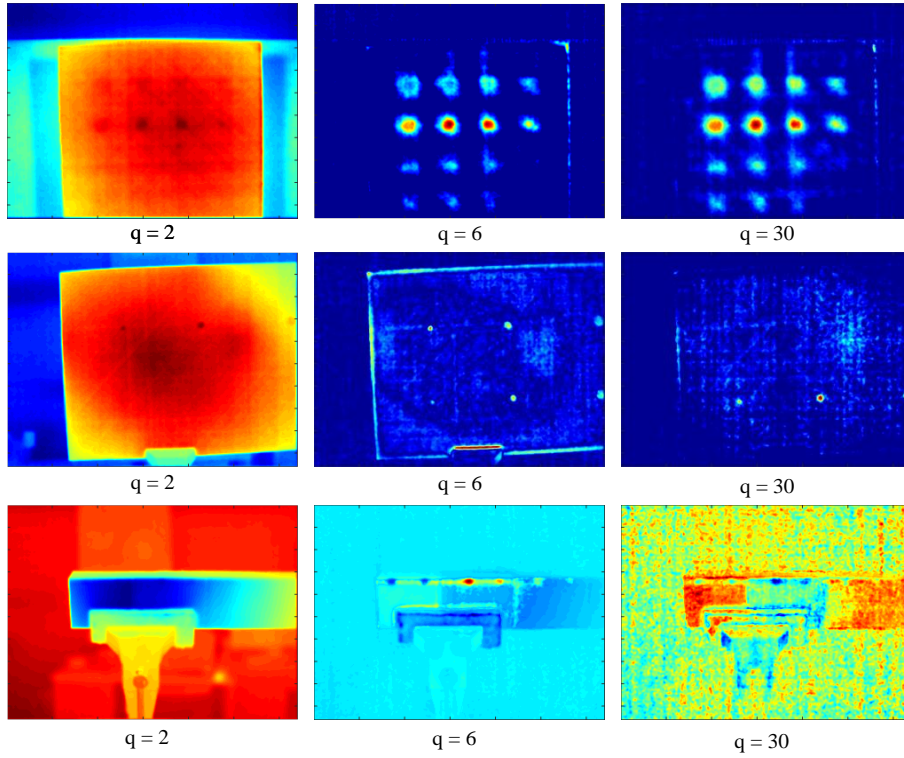 q = 2
q = 6
q = 30
q = 2
q = 6
q = 30
q = 2
q = 6
q = 30